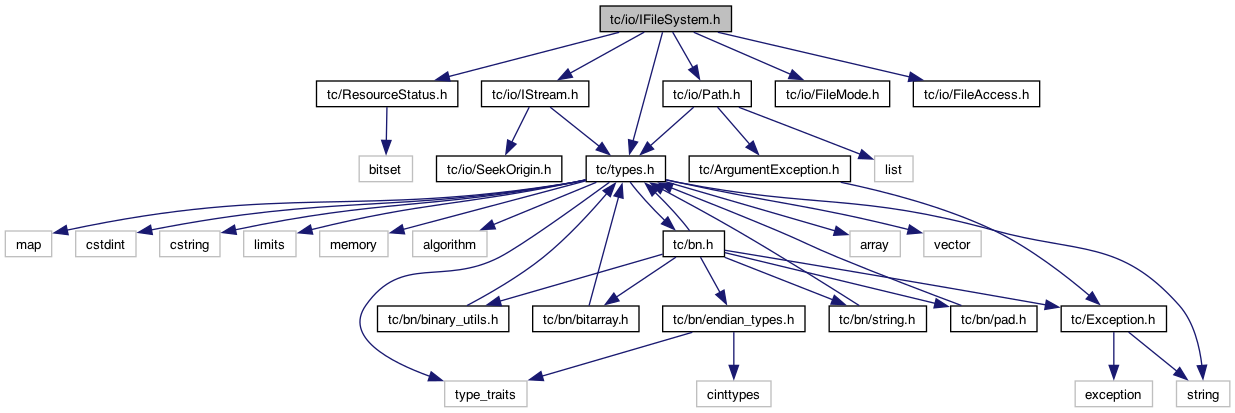 tc/io/IFileSystem.h
tc/ResourceStatus.h
tc/io/IStream.h
tc/io/Path.h
tc/io/FileMode.h
tc/io/FileAccess.h
bitset
tc/io/SeekOrigin.h
tc/types.h
tc/ArgumentException.h
list
map
cstdint
cstring
limits
memory
algorithm
tc/bn.h
array
vector
tc/bn/binary_utils.h
tc/bn/bitarray.h
tc/bn/endian_types.h
tc/bn/string.h
tc/bn/pad.h
tc/Exception.h
type_traits
cinttypes
exception
string